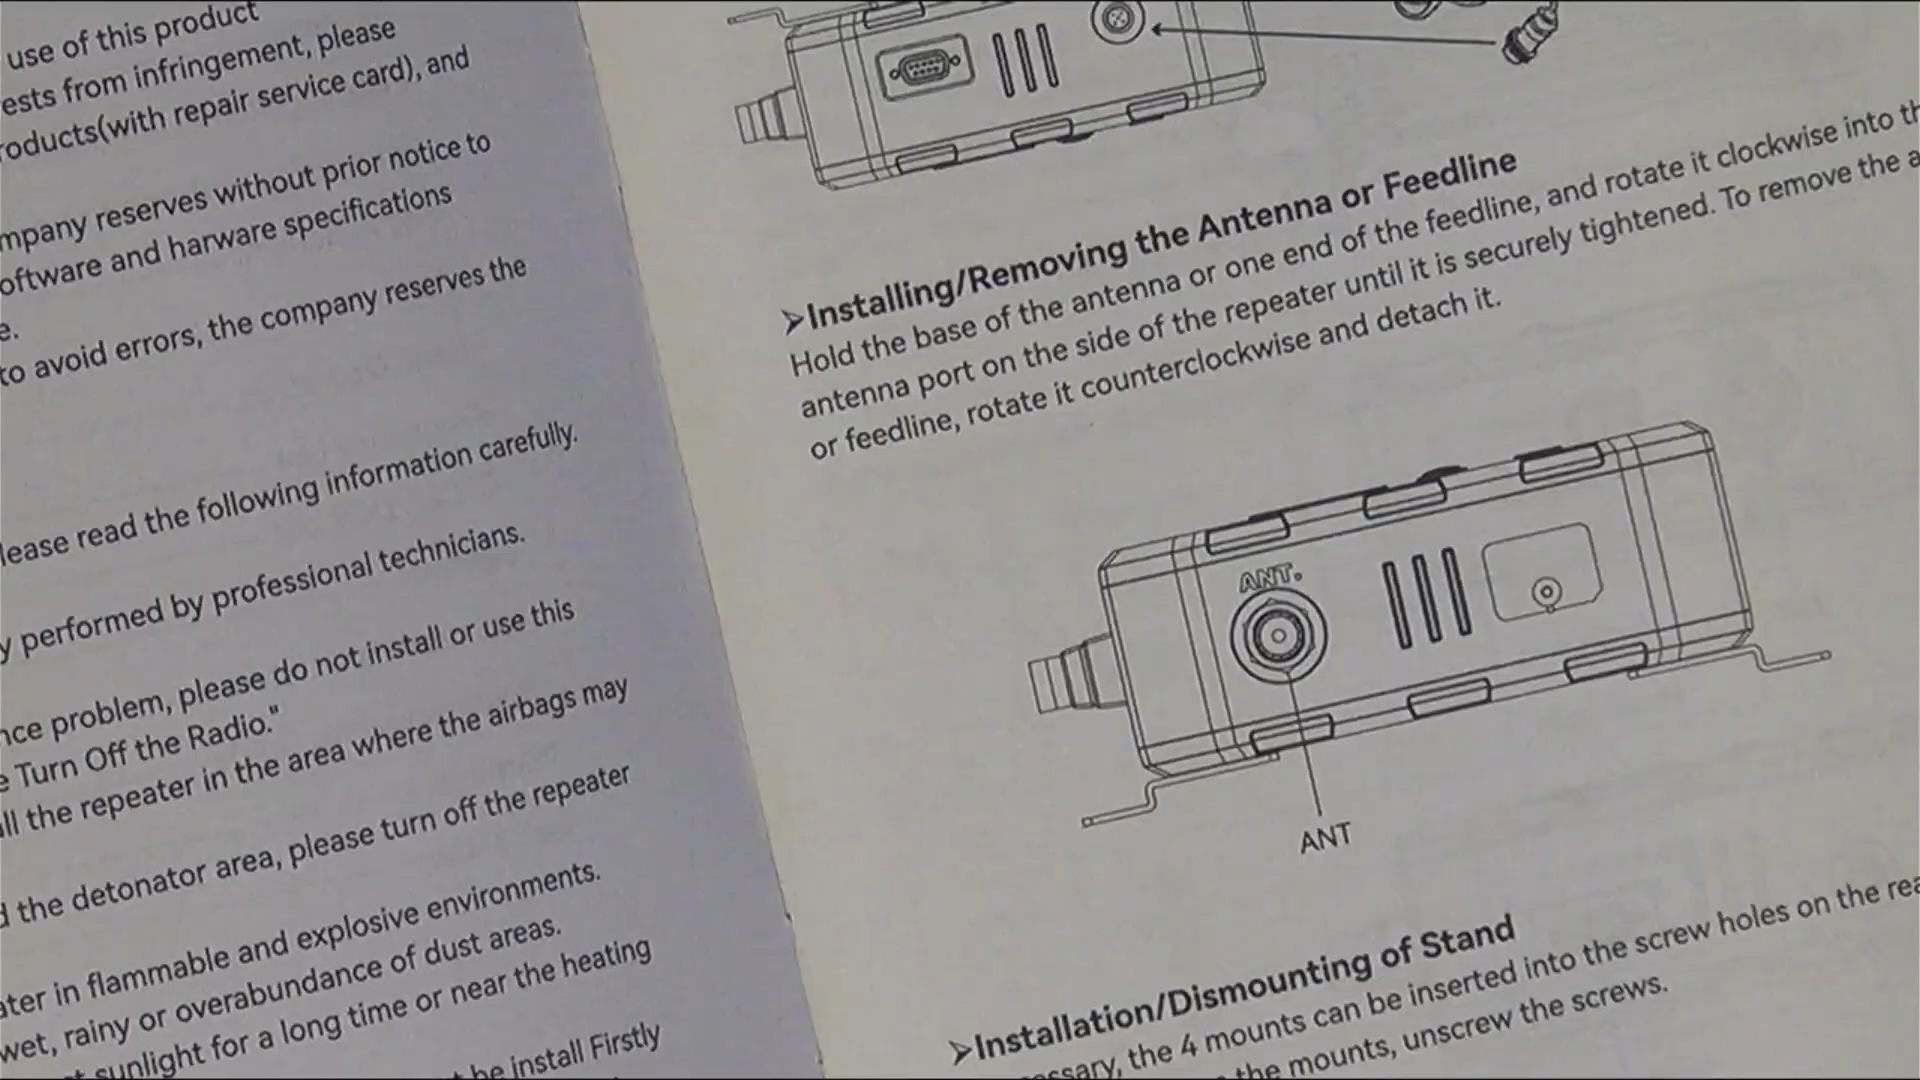 use of this product
ests from infringement, please
roducts(with repair service card), and
mpany reserves without prior notice to
oftware and harware specifications
e.
to avoid errors, the company reserves the
lease read the following information carefully.
y performed by professional technicians.
nce problem, please do not install or use this
e Turn Off the Radio."
ll the repeater in the area where the airbags may
d the detonator area, please turn off the repeater
ater in flammable and explosive environments.
wet, rainy or overabundance of dust areas.
sunlight for a long time or near the heating
be install Firstly
➢Installing/Removing the Antenna or Feedline
Hold the base of the antenna or one end of the feedline, and rotate it clockwise into th
antenna port on the side of the repeater until it is securely tightened. To remove the a
or feedline, rotate it counterclockwise and detach it.
ANT.
ANT
➢Installation/Dismounting of Stand
essary, the 4 mounts can be inserted into the screw holes on the rea
the mounts, unscrew the screws.